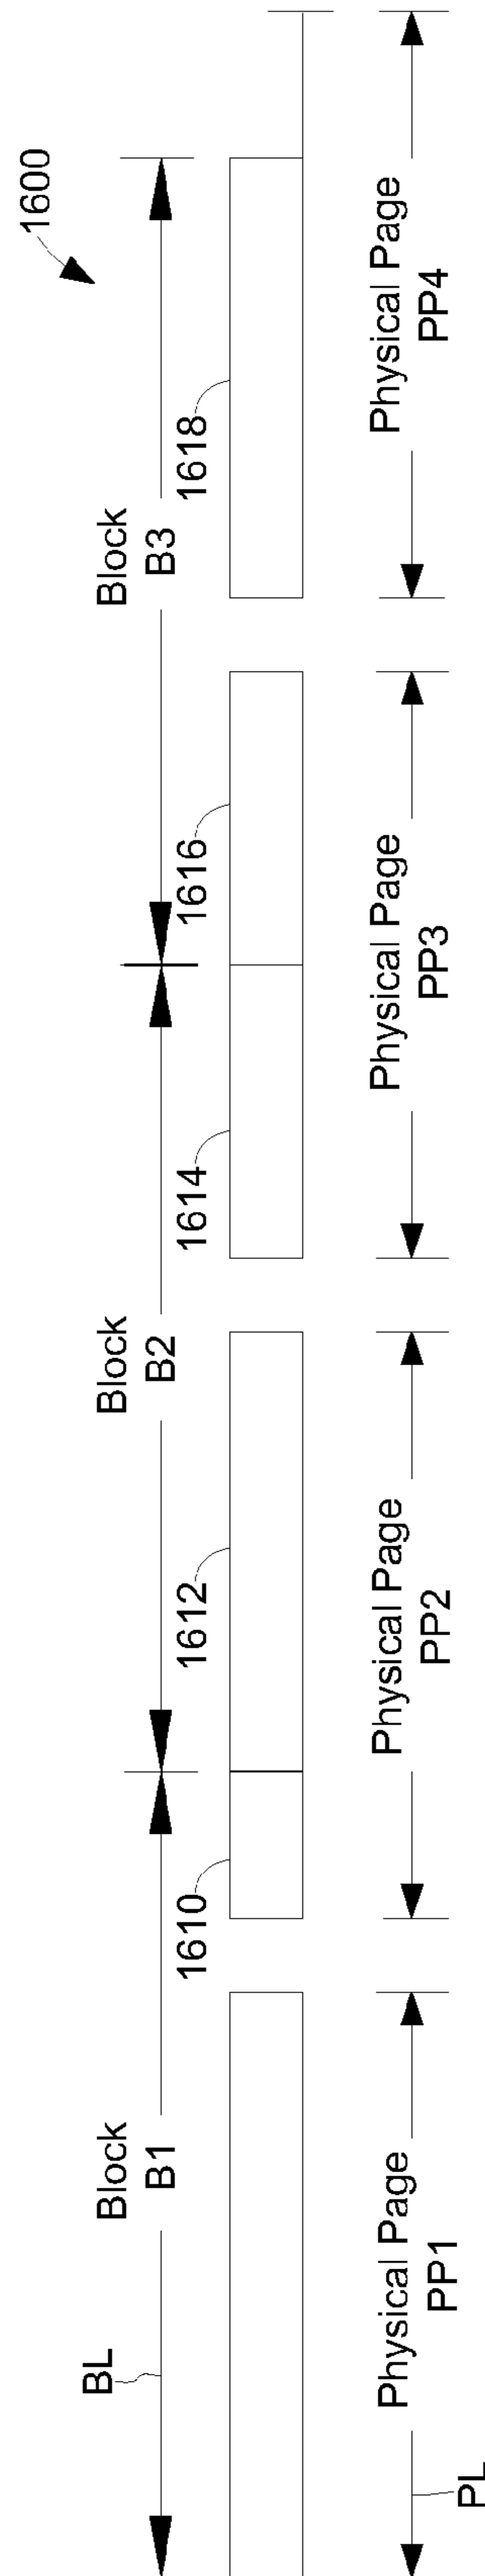 1600
Block
B1
Block
B2
Block
B3
BL
1610
1612
1614
1616
1618
Physical Page
PP1
Physical Page
PP2
Physical Page
PP3
Physical Page
PP4
PL